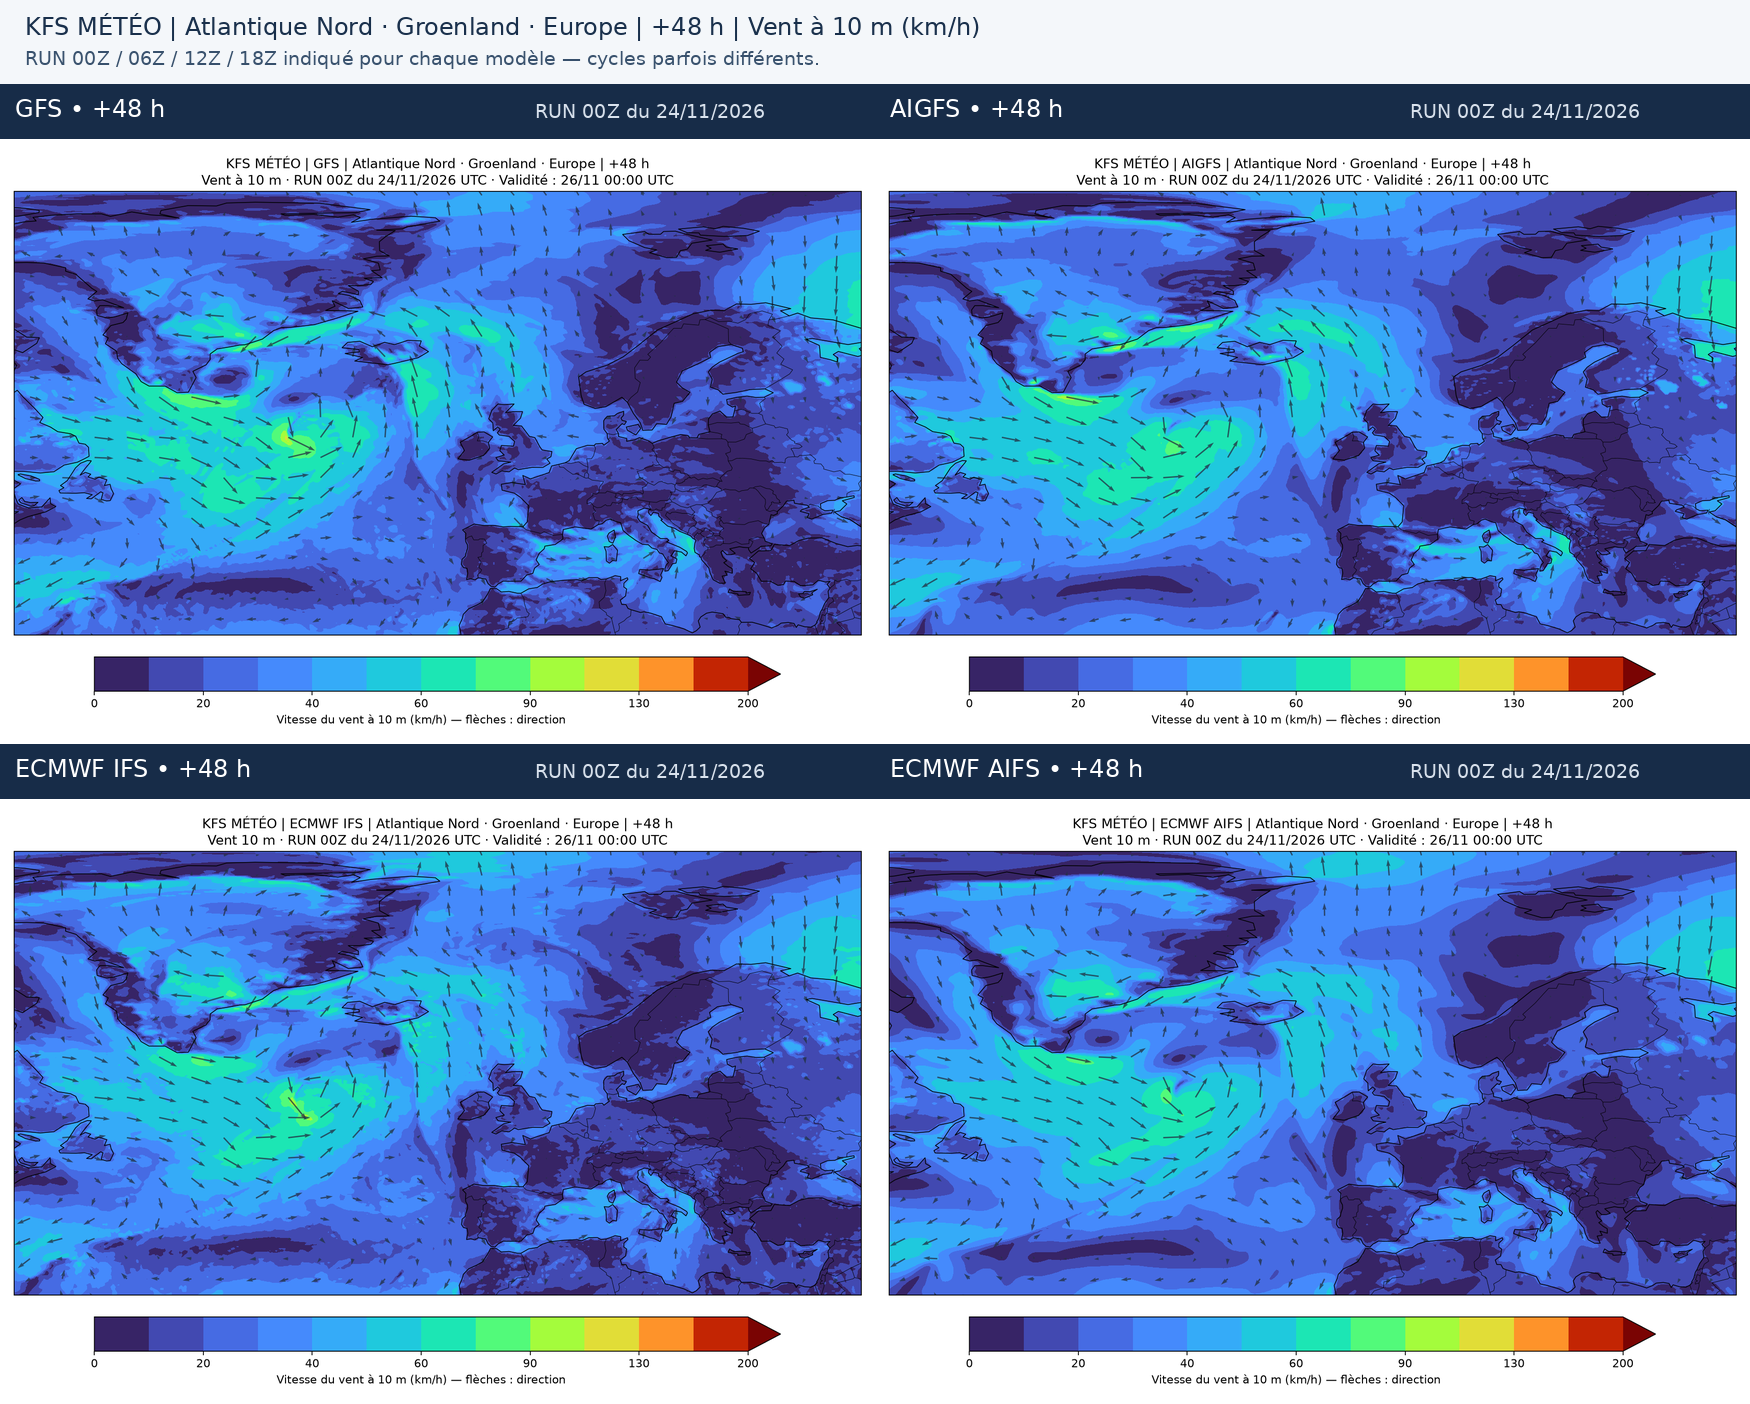 KFS MÉTÉO | Atlantique Nord · Groenland · Europe | +48 h | Vent à 10 m (km/h)
RUN 00Z / 06Z / 12Z / 18Z indiqué pour chaque modèle — cycles parfois différents.
GFS • +48 h
RUN 00Z du 24/11/2026
KFS MÉTÉO | GFS | Atlantique Nord · Groenland · Europe | +48 h
Vent à 10 m · RUN 00Z du 24/11/2026 UTC · Validité : 26/11 00:00 UTC
0 20 40 60 90 130 200
Vitesse du vent à 10 m (km/h) — flèches : direction
AIGFS • +48 h
RUN 00Z du 24/11/2026
KFS MÉTÉO | AIGFS | Atlantique Nord · Groenland · Europe | +48 h
Vent à 10 m · RUN 00Z du 24/11/2026 UTC · Validité : 26/11 00:00 UTC
0 20 40 60 90 130 200
Vitesse du vent à 10 m (km/h) — flèches : direction
ECMWF IFS • +48 h
RUN 00Z du 24/11/2026
KFS MÉTÉO | ECMWF IFS | Atlantique Nord · Groenland · Europe | +48 h
Vent 10 m · RUN 00Z du 24/11/2026 UTC · Validité : 26/11 00:00 UTC
0 20 40 60 90 130 200
Vitesse du vent à 10 m (km/h) — flèches : direction
ECMWF AIFS • +48 h
RUN 00Z du 24/11/2026
KFS MÉTÉO | ECMWF AIFS | Atlantique Nord · Groenland · Europe | +48 h
Vent 10 m · RUN 00Z du 24/11/2026 UTC · Validité : 26/11 00:00 UTC
0 20 40 60 90 130 200
Vitesse du vent à 10 m (km/h) — flèches : direction